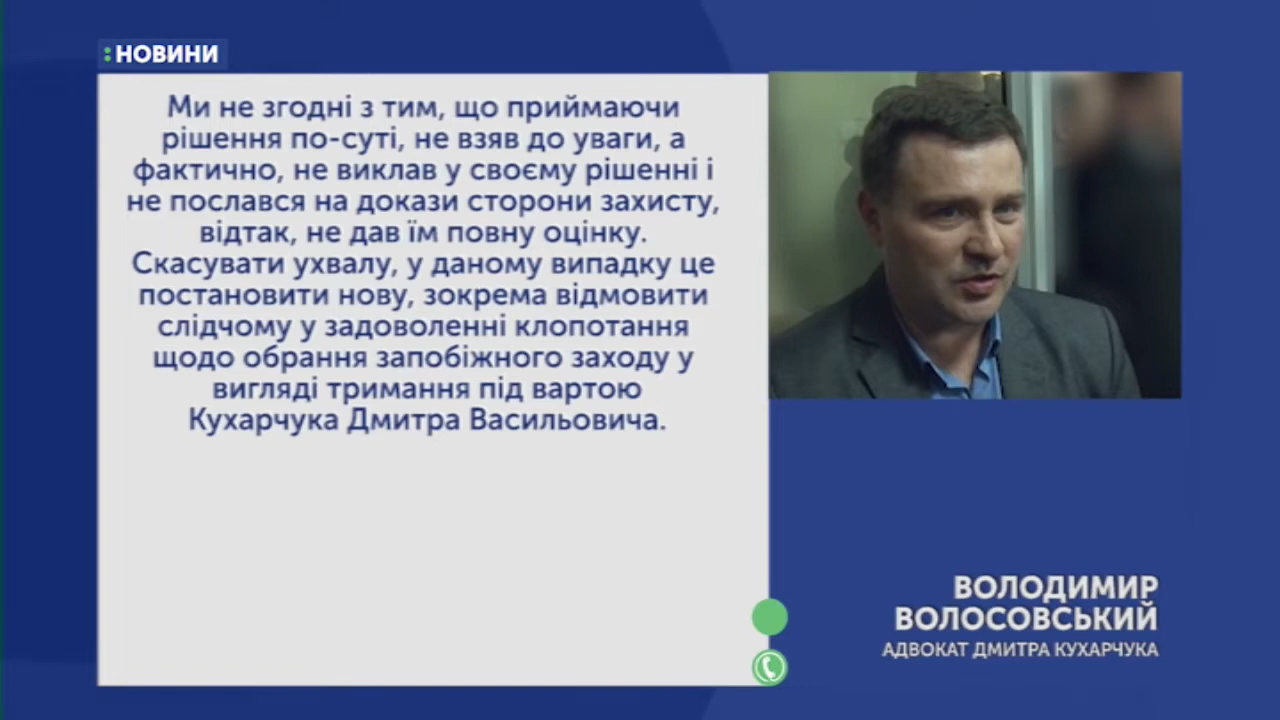 :НОВИНИ
Ми не згодні з тим, що приймаючи
рішення по-суті, не взяв до уваги, а
фактично, не виклав у своєму рішенні і
не послався на докази сторони захисту,
відтак, не дав їм повну оцінку.
Скасувати ухвалу, у даному випадку це
постановити нову, зокрема відмовити
слідчому у задоволенні клопотання
щодо обрання запобіжного заходу у
вигляді тримання під вартою
Кухарчука Дмитра Васильовича.
ВОЛОДИМИР
ВОЛОСОВСЬКИЙ
АДВОКАТ ДМИТРА КУХАРЧУКА